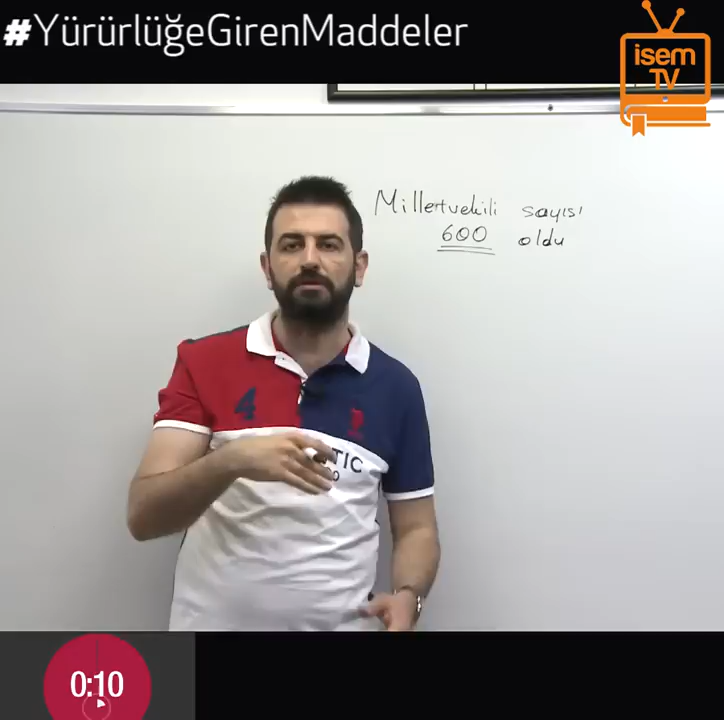 #YürürlüğeGirenMaddeler
isem
TV
Milletvekili sayısı
600 oldu
4
TIC
0:10